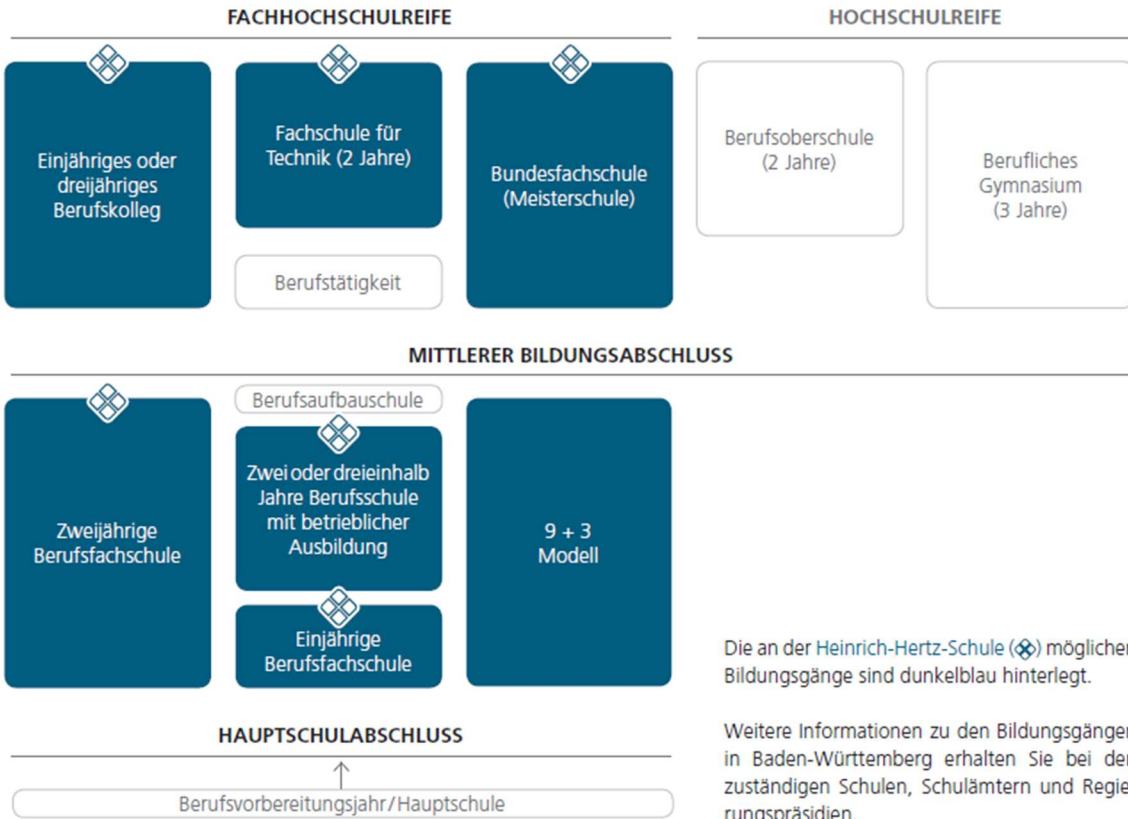 FACHHOCHSCHULREIFE
HOCHSCHULREIFE
Einjähriges oder
dreijähriges
Berufskolleg
Fachschule für
Technik (2 Jahre)
Berufstätigkeit
Bundesfachschule
(Meisterschule)
Berufsoberschule
(2 Jahre)
Berufliches
Gymnasium
(3 Jahre)
MITTLERER BILDUNGSABSCHLUSS
Zweijährige
Berufsfachschule
Berufsaufbauschule
Zwei oder dreieinhalb
Jahre Berufsschule
mit betrieblicher
Ausbildung
Einjährige
Berufsfachschule
9 + 3
Modell
HAUPTSCHULABSCHLUSS
Berufsvorbereitungsjahr/Hauptschule
Die an der Heinrich-Hertz-Schule () möglicher
Bildungsgänge sind dunkelblau hinterlegt.
Weitere Informationen zu den Bildungsgänger
in Baden-Württemberg erhalten Sie bei der
zuständigen Schulen, Schulämtern und Regie
rungspräsidien.